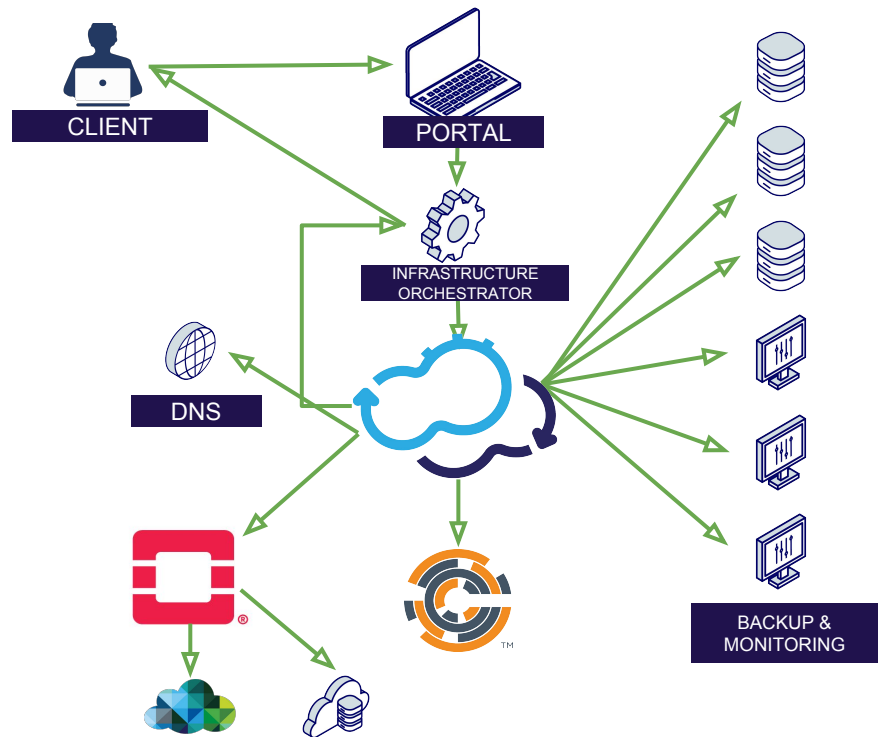 CLIENT
PORTAL
INFRASTRUCTURE
ORCHESTRATOR
DNS
®
TM
BACKUP &
MONITORING